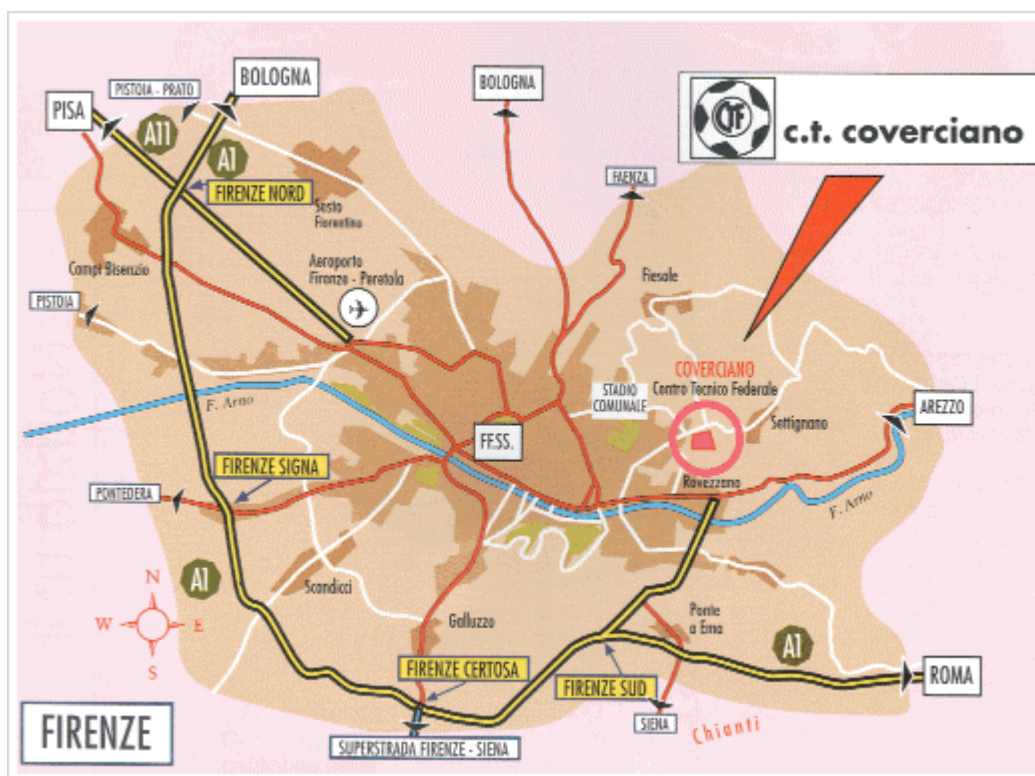 BOLOGNA
PISTOIA - PRATO
PISA
A11
A1
FIRENZE NORD
BOLOGNA
CTF
c.t. coverciano
FAENZA
Sesto
Fiorentino
Campi Bisenzio
Aeroporto
Firenze - Peretola
Fiesole
PISTOIA
COVERCIANO
Centro Tecnico Federale
STADIO
COMUNALE
Settignano
AREZZO
F. Arno
FF.SS.
FIRENZE SIGNA
PONTEDERA
Rovezzano
F. Arno
A1
Scandicci
N
W E
S
Galluzzo
Ponte
a Ema
A1
FIRENZE CERTOSA
FIRENZE SUD
ROMA
FIRENZE
SUPERSTRADA FIRENZE - SIENA
SIENA
Chianti